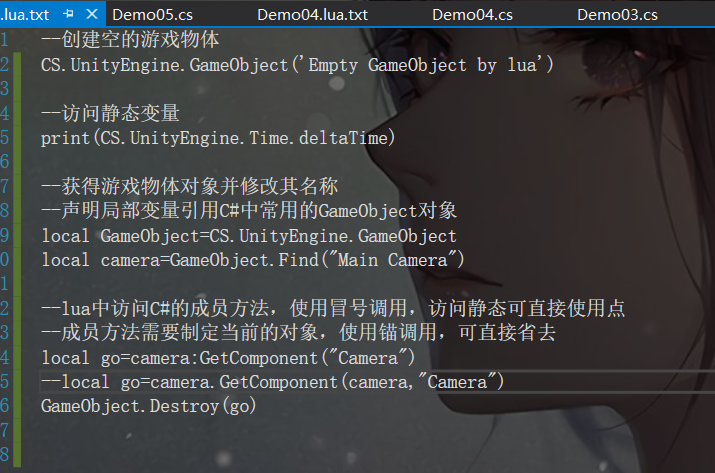 .lua.txt Demo05.cs Demo04.lua.txt Demo04.cs Demo03.cs
1 --创建空的游戏物体
2 CS.UnityEngine.GameObject('Empty GameObject by lua')
3
4 --访问静态变量
5 print(CS.UnityEngine.Time.deltaTime)
6
7 --获得游戏物体对象并修改其名称
8 --声明局部变量引用C#中常用的GameObject对象
9 local GameObject=CS.UnityEngine.GameObject
0 local camera=GameObject.Find("Main Camera")
1
2 --lua中访问C#的成员方法，使用冒号调用，访问静态可直接使用点
3 --成员方法需要制定当前的对象，使用锚调用，可直接省去
4 local go=camera:GetComponent("Camera")
5 --local go=camera.GetComponent(camera,"Camera")
6 GameObject.Destroy(go)
7
8